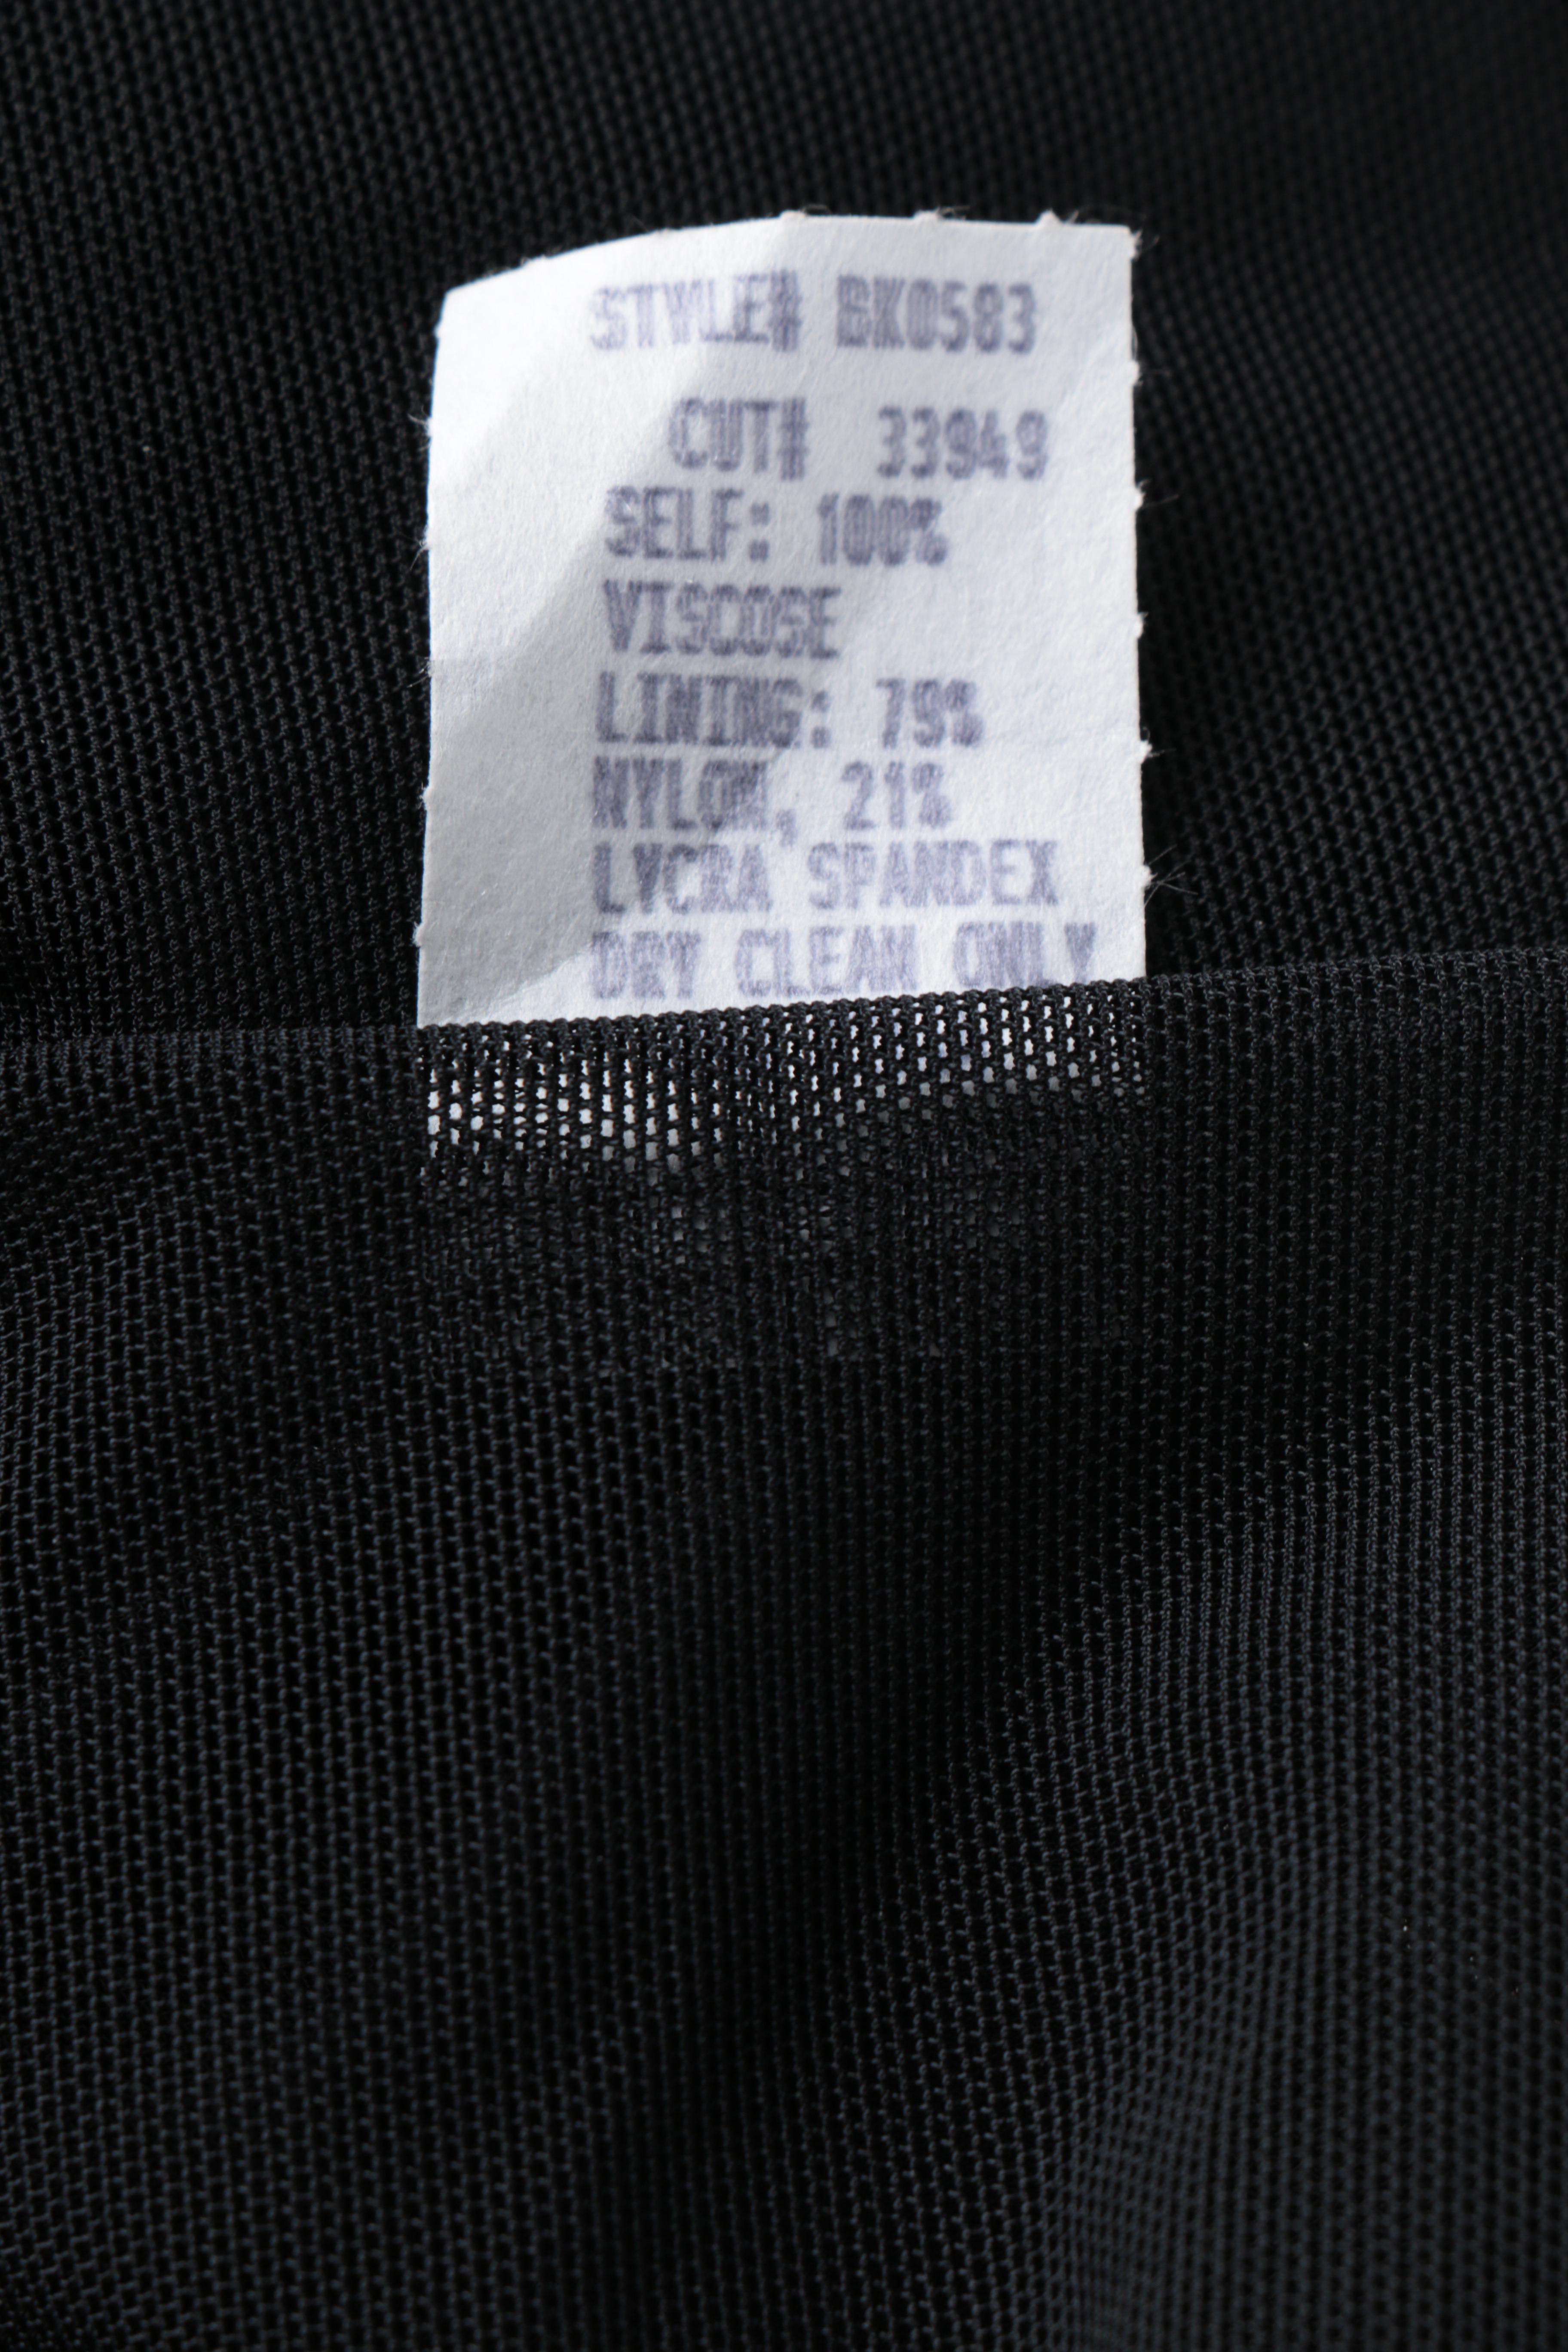 STYLE# BK0583
CUT# 33949
SELF: 100%
VISCOSE
LINING: 79%
NYLON, 21%
LYCRA SPANDEX
DRY CLEAN ONLY